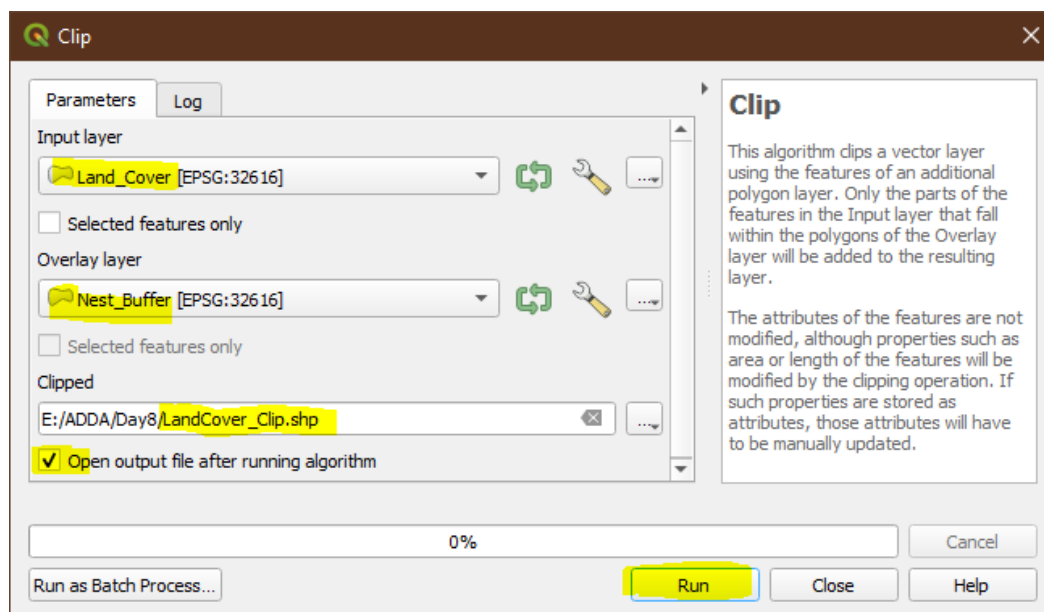 Clip
Parameters Log
Input layer
Land_Cover [EPSG:32616]
...
Selected features only
Overlay layer
Nest_Buffer [EPSG:32616]
...
Selected features only
Clipped
E:/ADDA/Day8/LandCover_Clip.shp
...
Open output file after running algorithm
Clip
This algorithm clips a vector layer
using the features of an additional
polygon layer. Only the parts of the
features in the Input layer that fall
within the polygons of the Overlay
layer will be added to the resulting
layer.
The attributes of the features are not
modified, although properties such as
area or length of the features will be
modified by the clipping operation. If
such properties are stored as
attributes, those attributes will have
to be manually updated.
0%
Cancel
Run as Batch Process...
Run
Close
Help